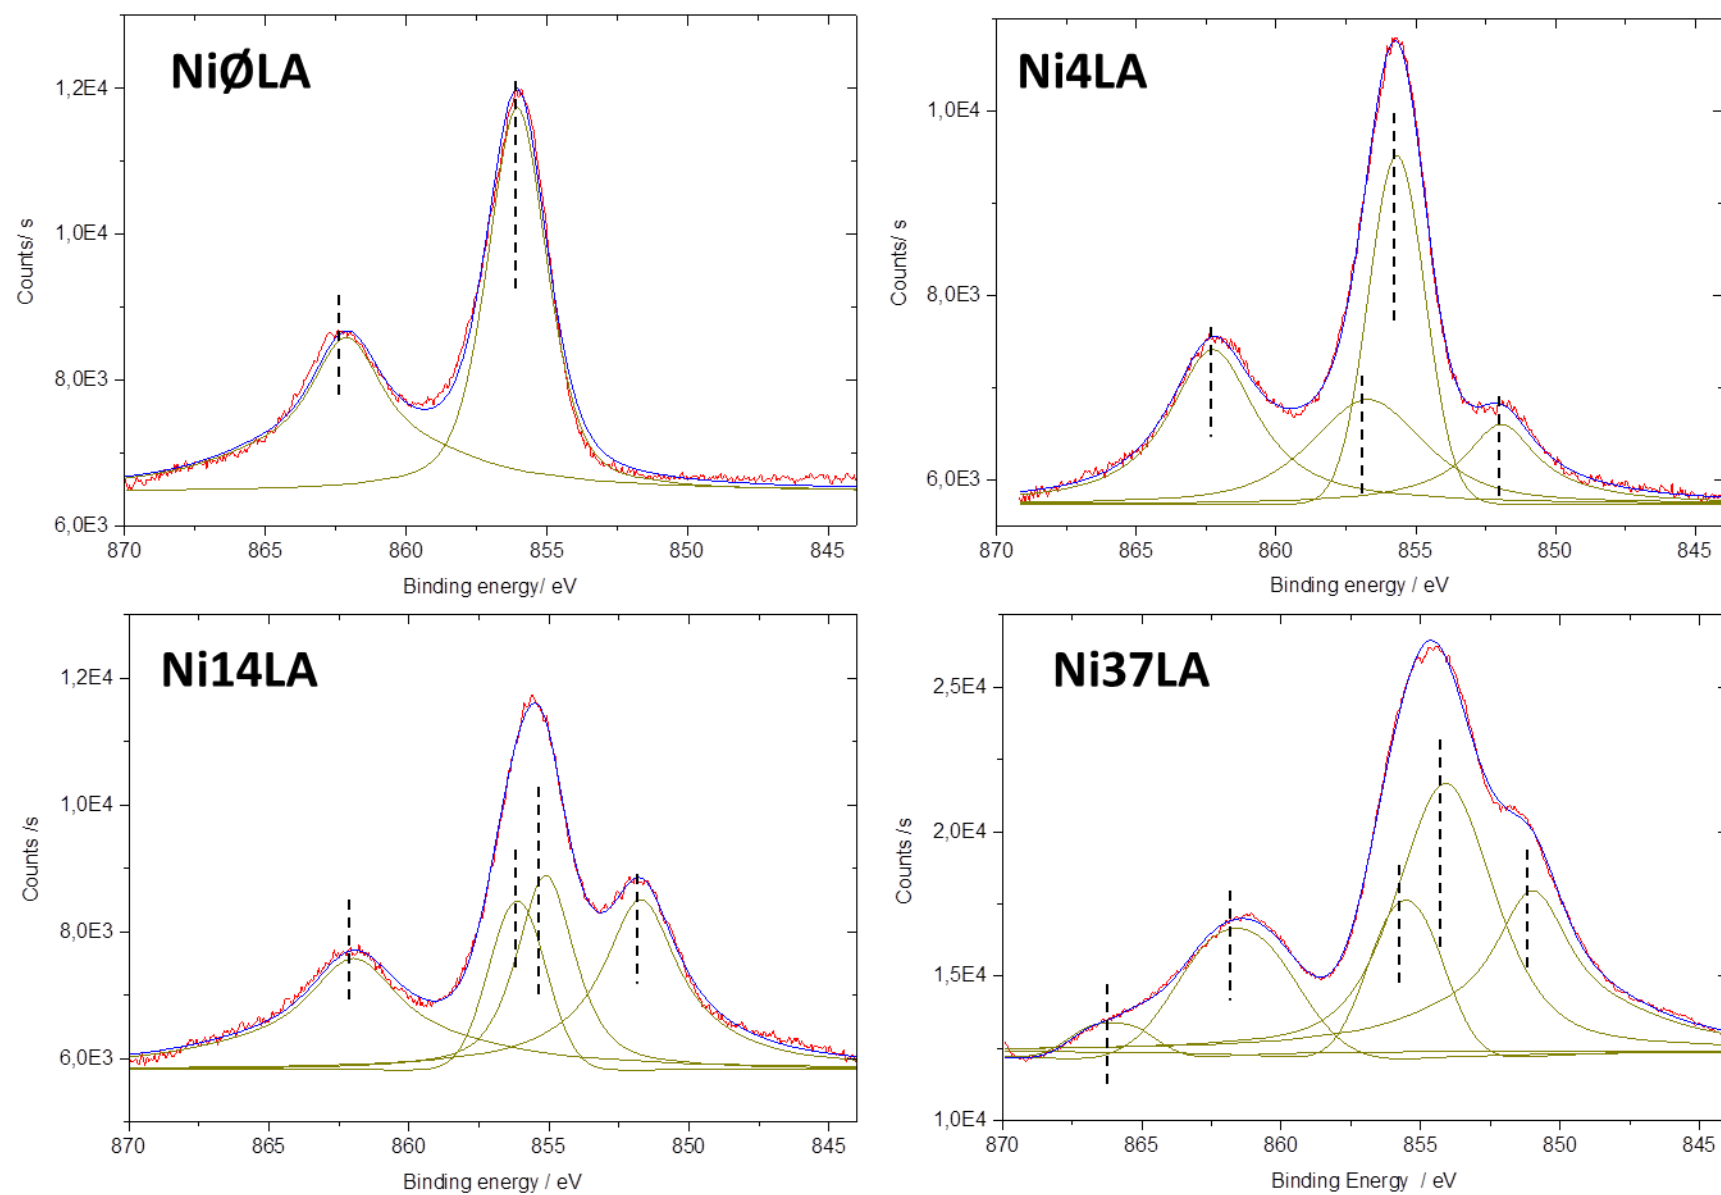 NiØLA
1,2E4
1,0E4
8,0E3
6,0E3
Counts/ s
870 865 860 855 850 845
Binding energy/ eV
Ni4LA
1,0E4
8,0E3
6,0E3
Counts/ s
870 865 860 855 850 845
Binding energy / eV
Ni14LA
1,2E4
1,0E4
8,0E3
6,0E3
Counts /s
870 865 860 855 850 845
Binding energy / eV
Ni37LA
2,5E4
2,0E4
1,5E4
1,0E4
Counts /s
870 865 860 855 850 845
Binding Energy / eV